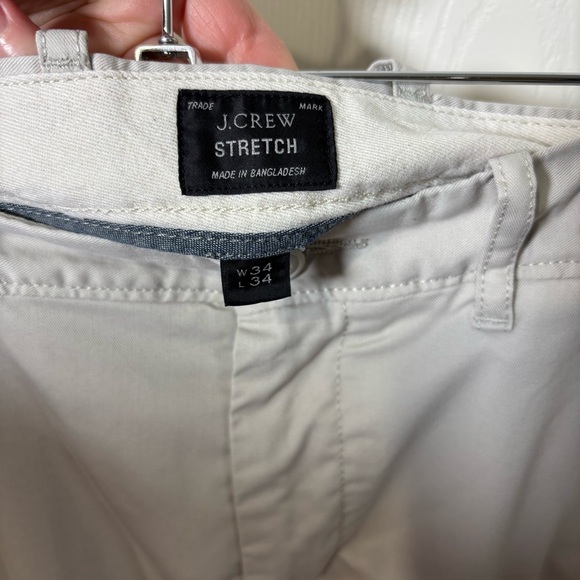 TRADE MARK
J.CREW
STRETCH
MADE IN BANGLADESH
W 34
L 34